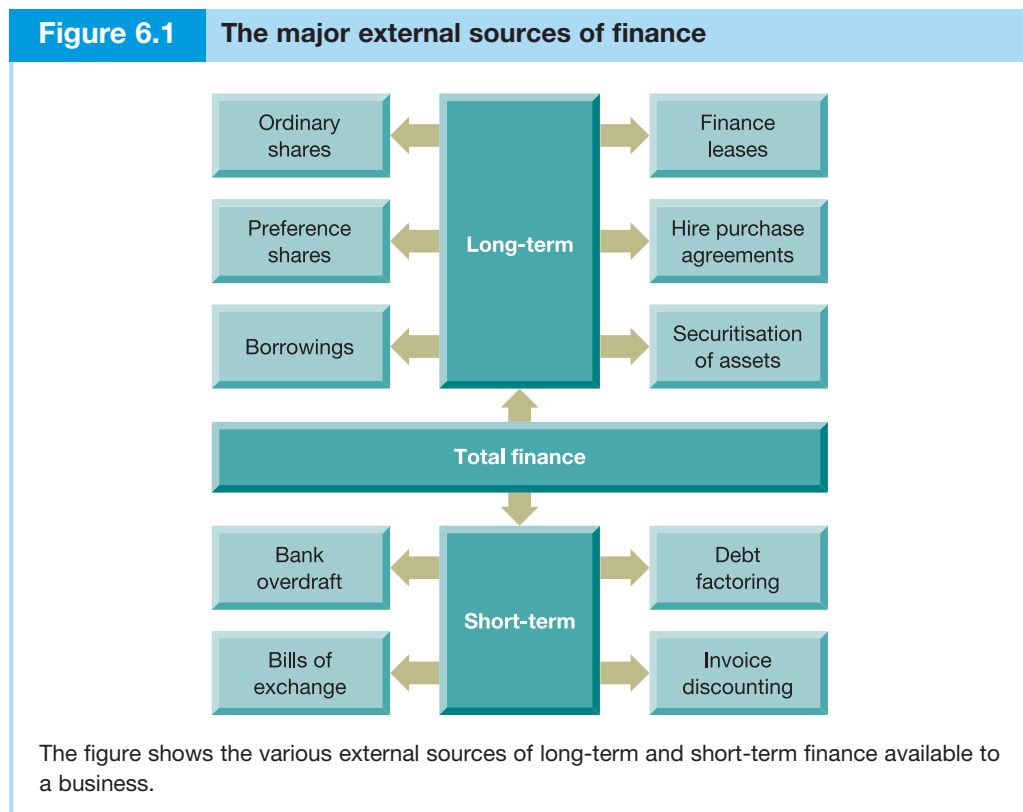 Figure 6.1
The major external sources of finance
Ordinary
shares
Finance
leases
Preference
shares
Long-term
Hire purchase
agreements
Borrowings
Securitisation
of assets
Total finance
Bank
overdraft
Debt
factoring
Short-term
Bills of
exchange
Invoice
discounting
The figure shows the various external sources of long-term and short-term finance available to
a business.